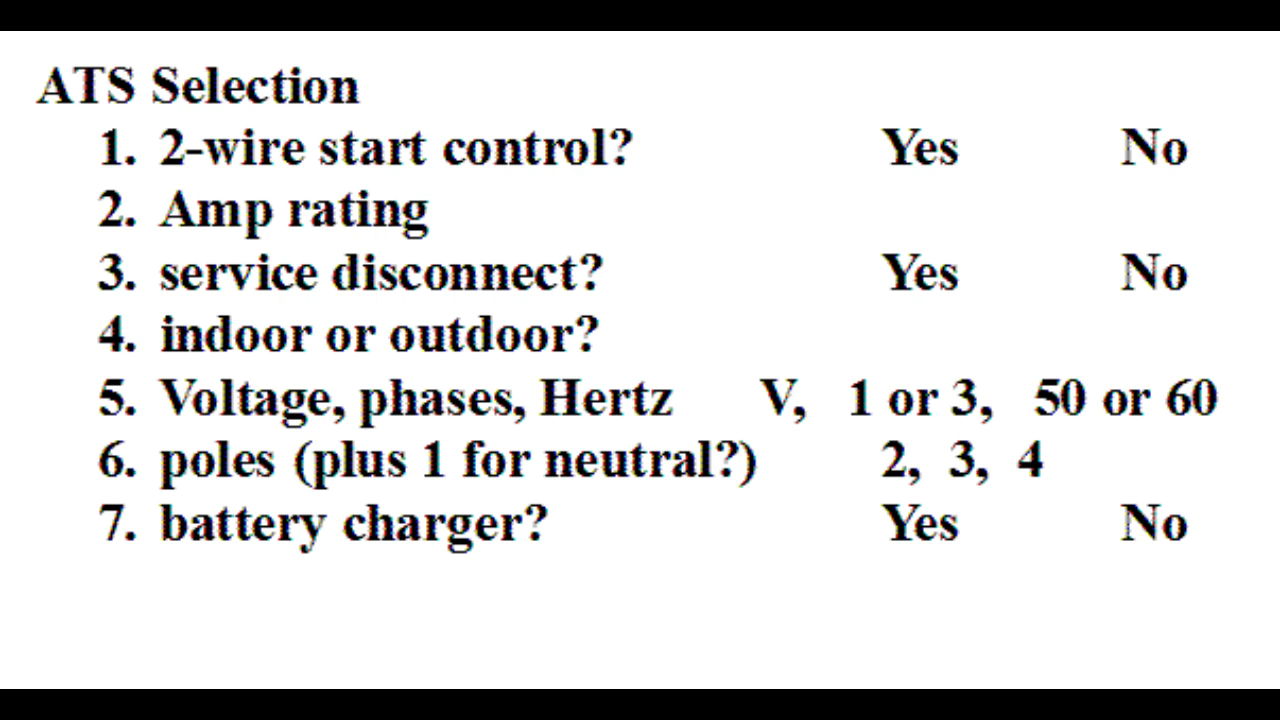 ATS Selection
1. 2-wire start control? Yes No
2. Amp rating
3. service disconnect? Yes No
4. indoor or outdoor?
5. Voltage, phases, Hertz V, 1 or 3, 50 or 60
6. poles (plus 1 for neutral?) 2, 3, 4
7. battery charger? Yes No